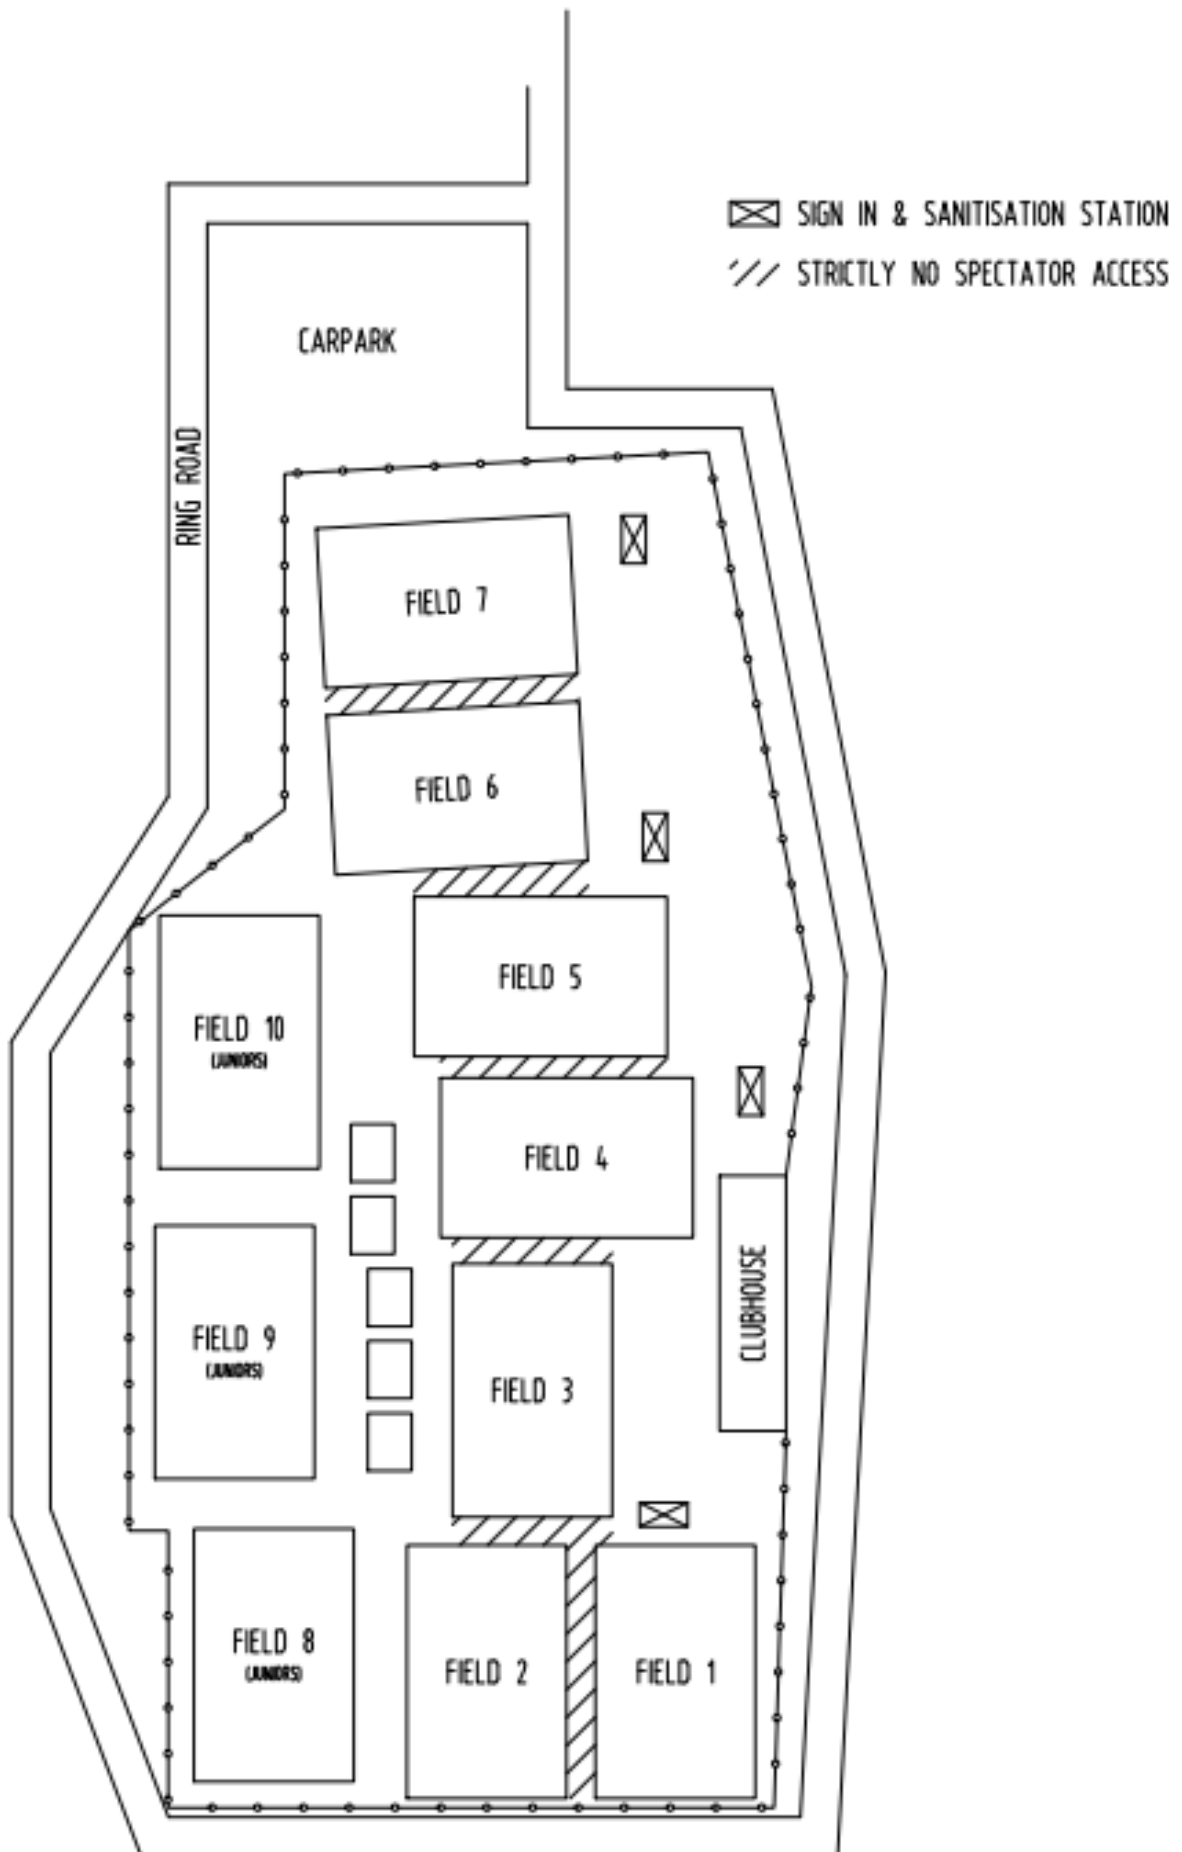 SIGN IN & SANITISATION STATION
STRICTLY NO SPECTATOR ACCESS
CARPARK
RING ROAD
FIELD 7
FIELD 6
FIELD 5
FIELD 10
(JUNIORS)
FIELD 4
CLUBHOUSE
FIELD 9
(JUNIORS)
FIELD 3
FIELD 8
(JUNIORS)
FIELD 2
FIELD 1